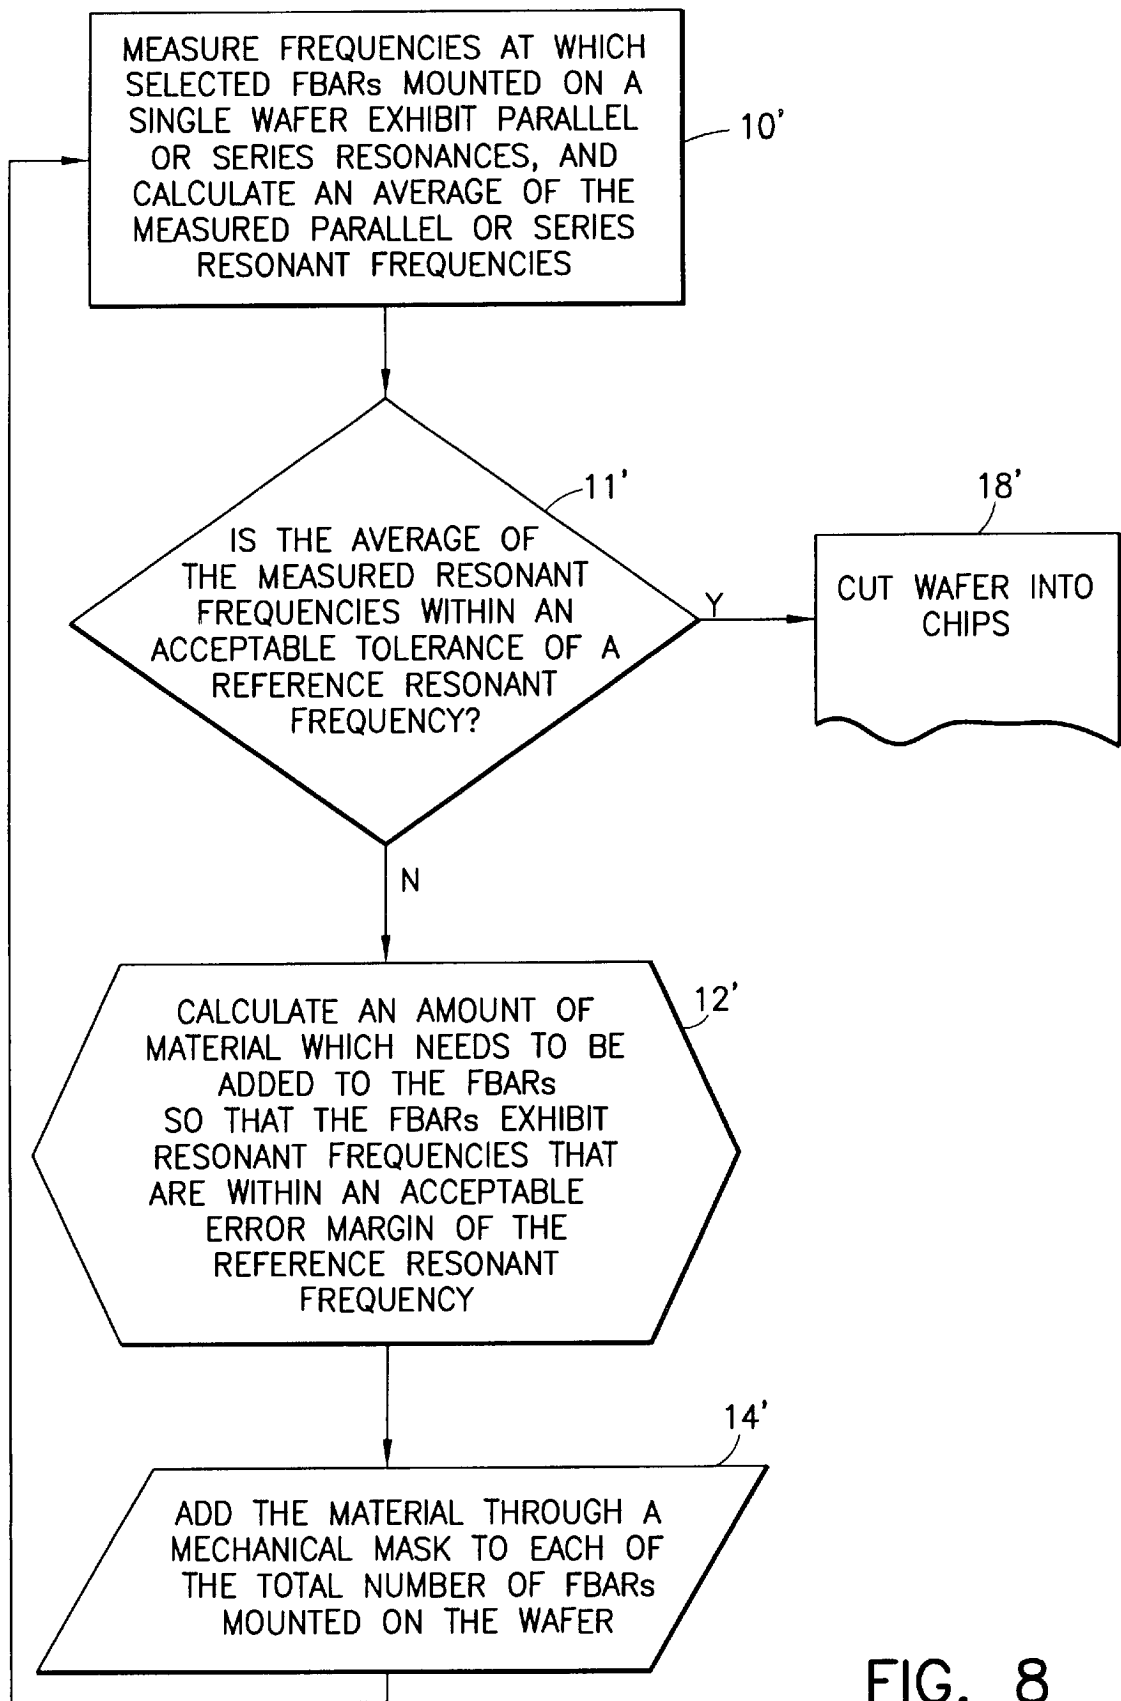 MEASURE FREQUENCIES AT WHICH
SELECTED FBARs MOUNTED ON A
SINGLE WAFER EXHIBIT PARALLEL
OR SERIES RESONANCES, AND
CALCULATE AN AVERAGE OF THE
MEASURED PARALLEL OR SERIES
RESONANT FREQUENCIES
10'
11'
IS THE AVERAGE OF
THE MEASURED RESONANT
FREQUENCIES WITHIN AN
ACCEPTABLE TOLERANCE OF A
REFERENCE RESONANT
FREQUENCY?
Y
18'
CUT WAFER INTO
CHIPS
N
12'
CALCULATE AN AMOUNT OF
MATERIAL WHICH NEEDS TO BE
ADDED TO THE FBARs
SO THAT THE FBARs EXHIBIT
RESONANT FREQUENCIES THAT
ARE WITHIN AN ACCEPTABLE
ERROR MARGIN OF THE
REFERENCE RESONANT
FREQUENCY
14'
ADD THE MATERIAL THROUGH A
MECHANICAL MASK TO EACH OF
THE TOTAL NUMBER OF FBARs
MOUNTED ON THE WAFER
FIG. 8